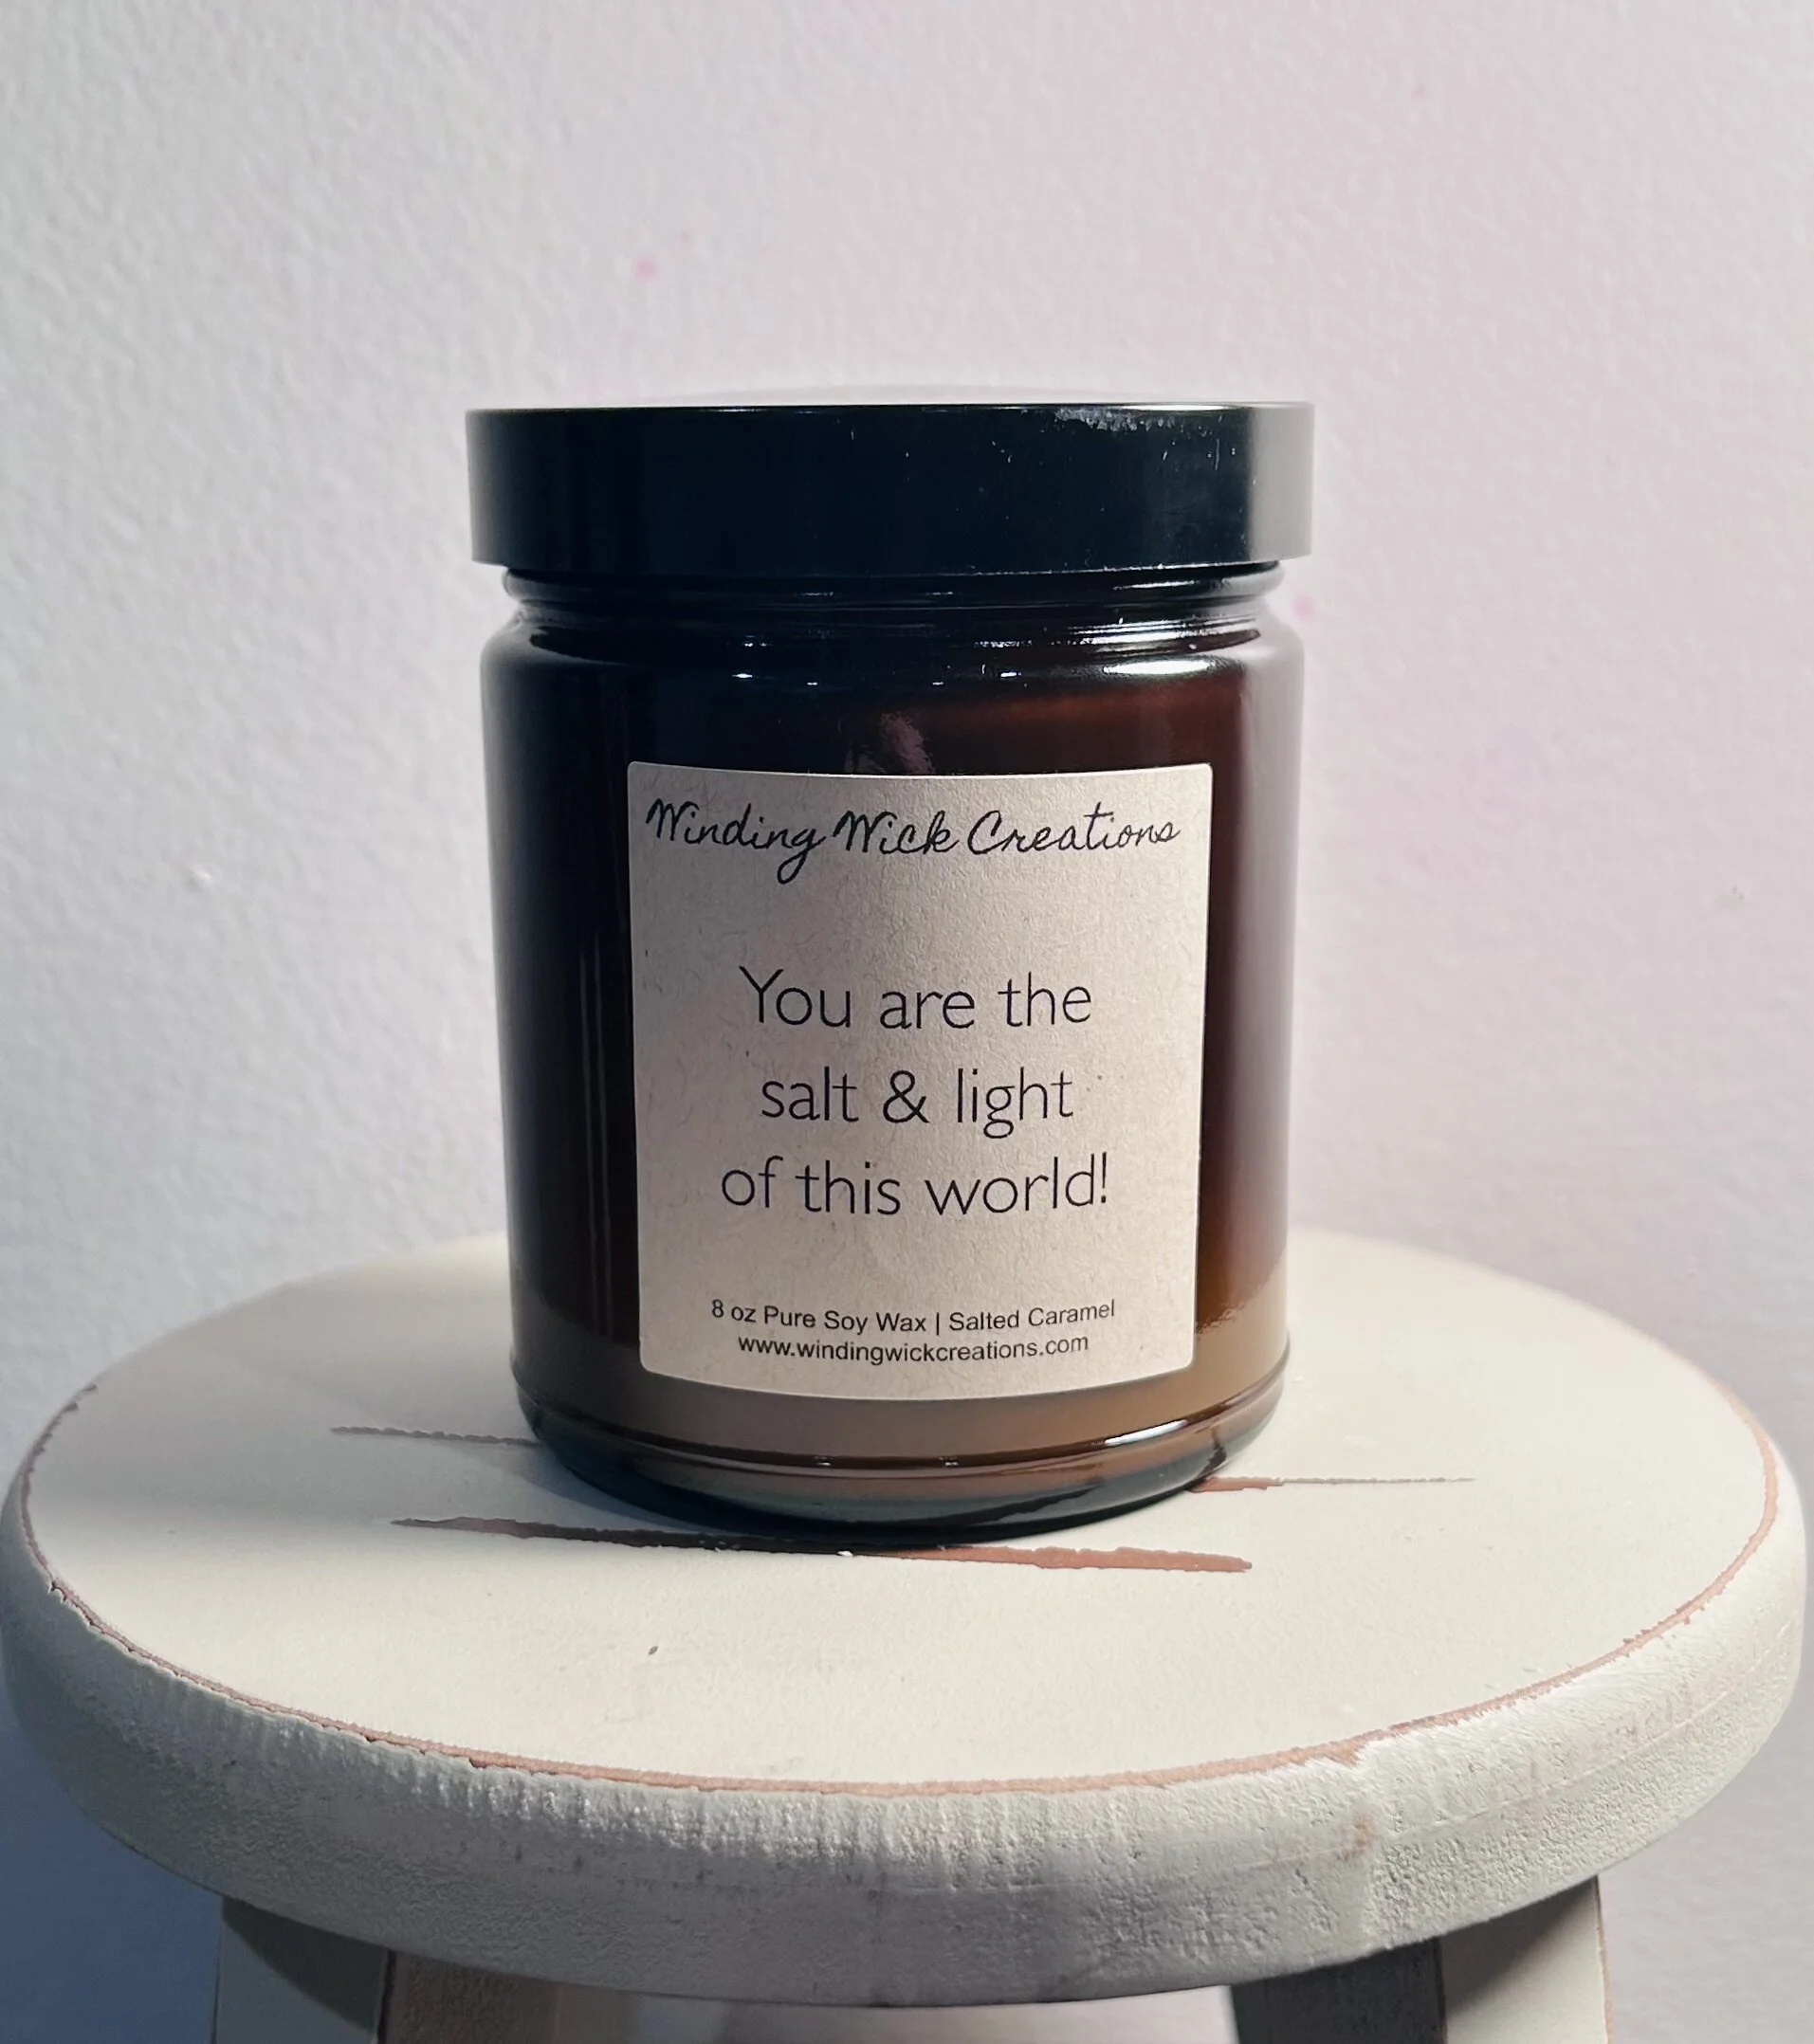 Winding Wick Creations
You are the
salt & light
of this world!
8 oz Pure Soy Wax | Salted Caramel
www.windingwickcreations.com